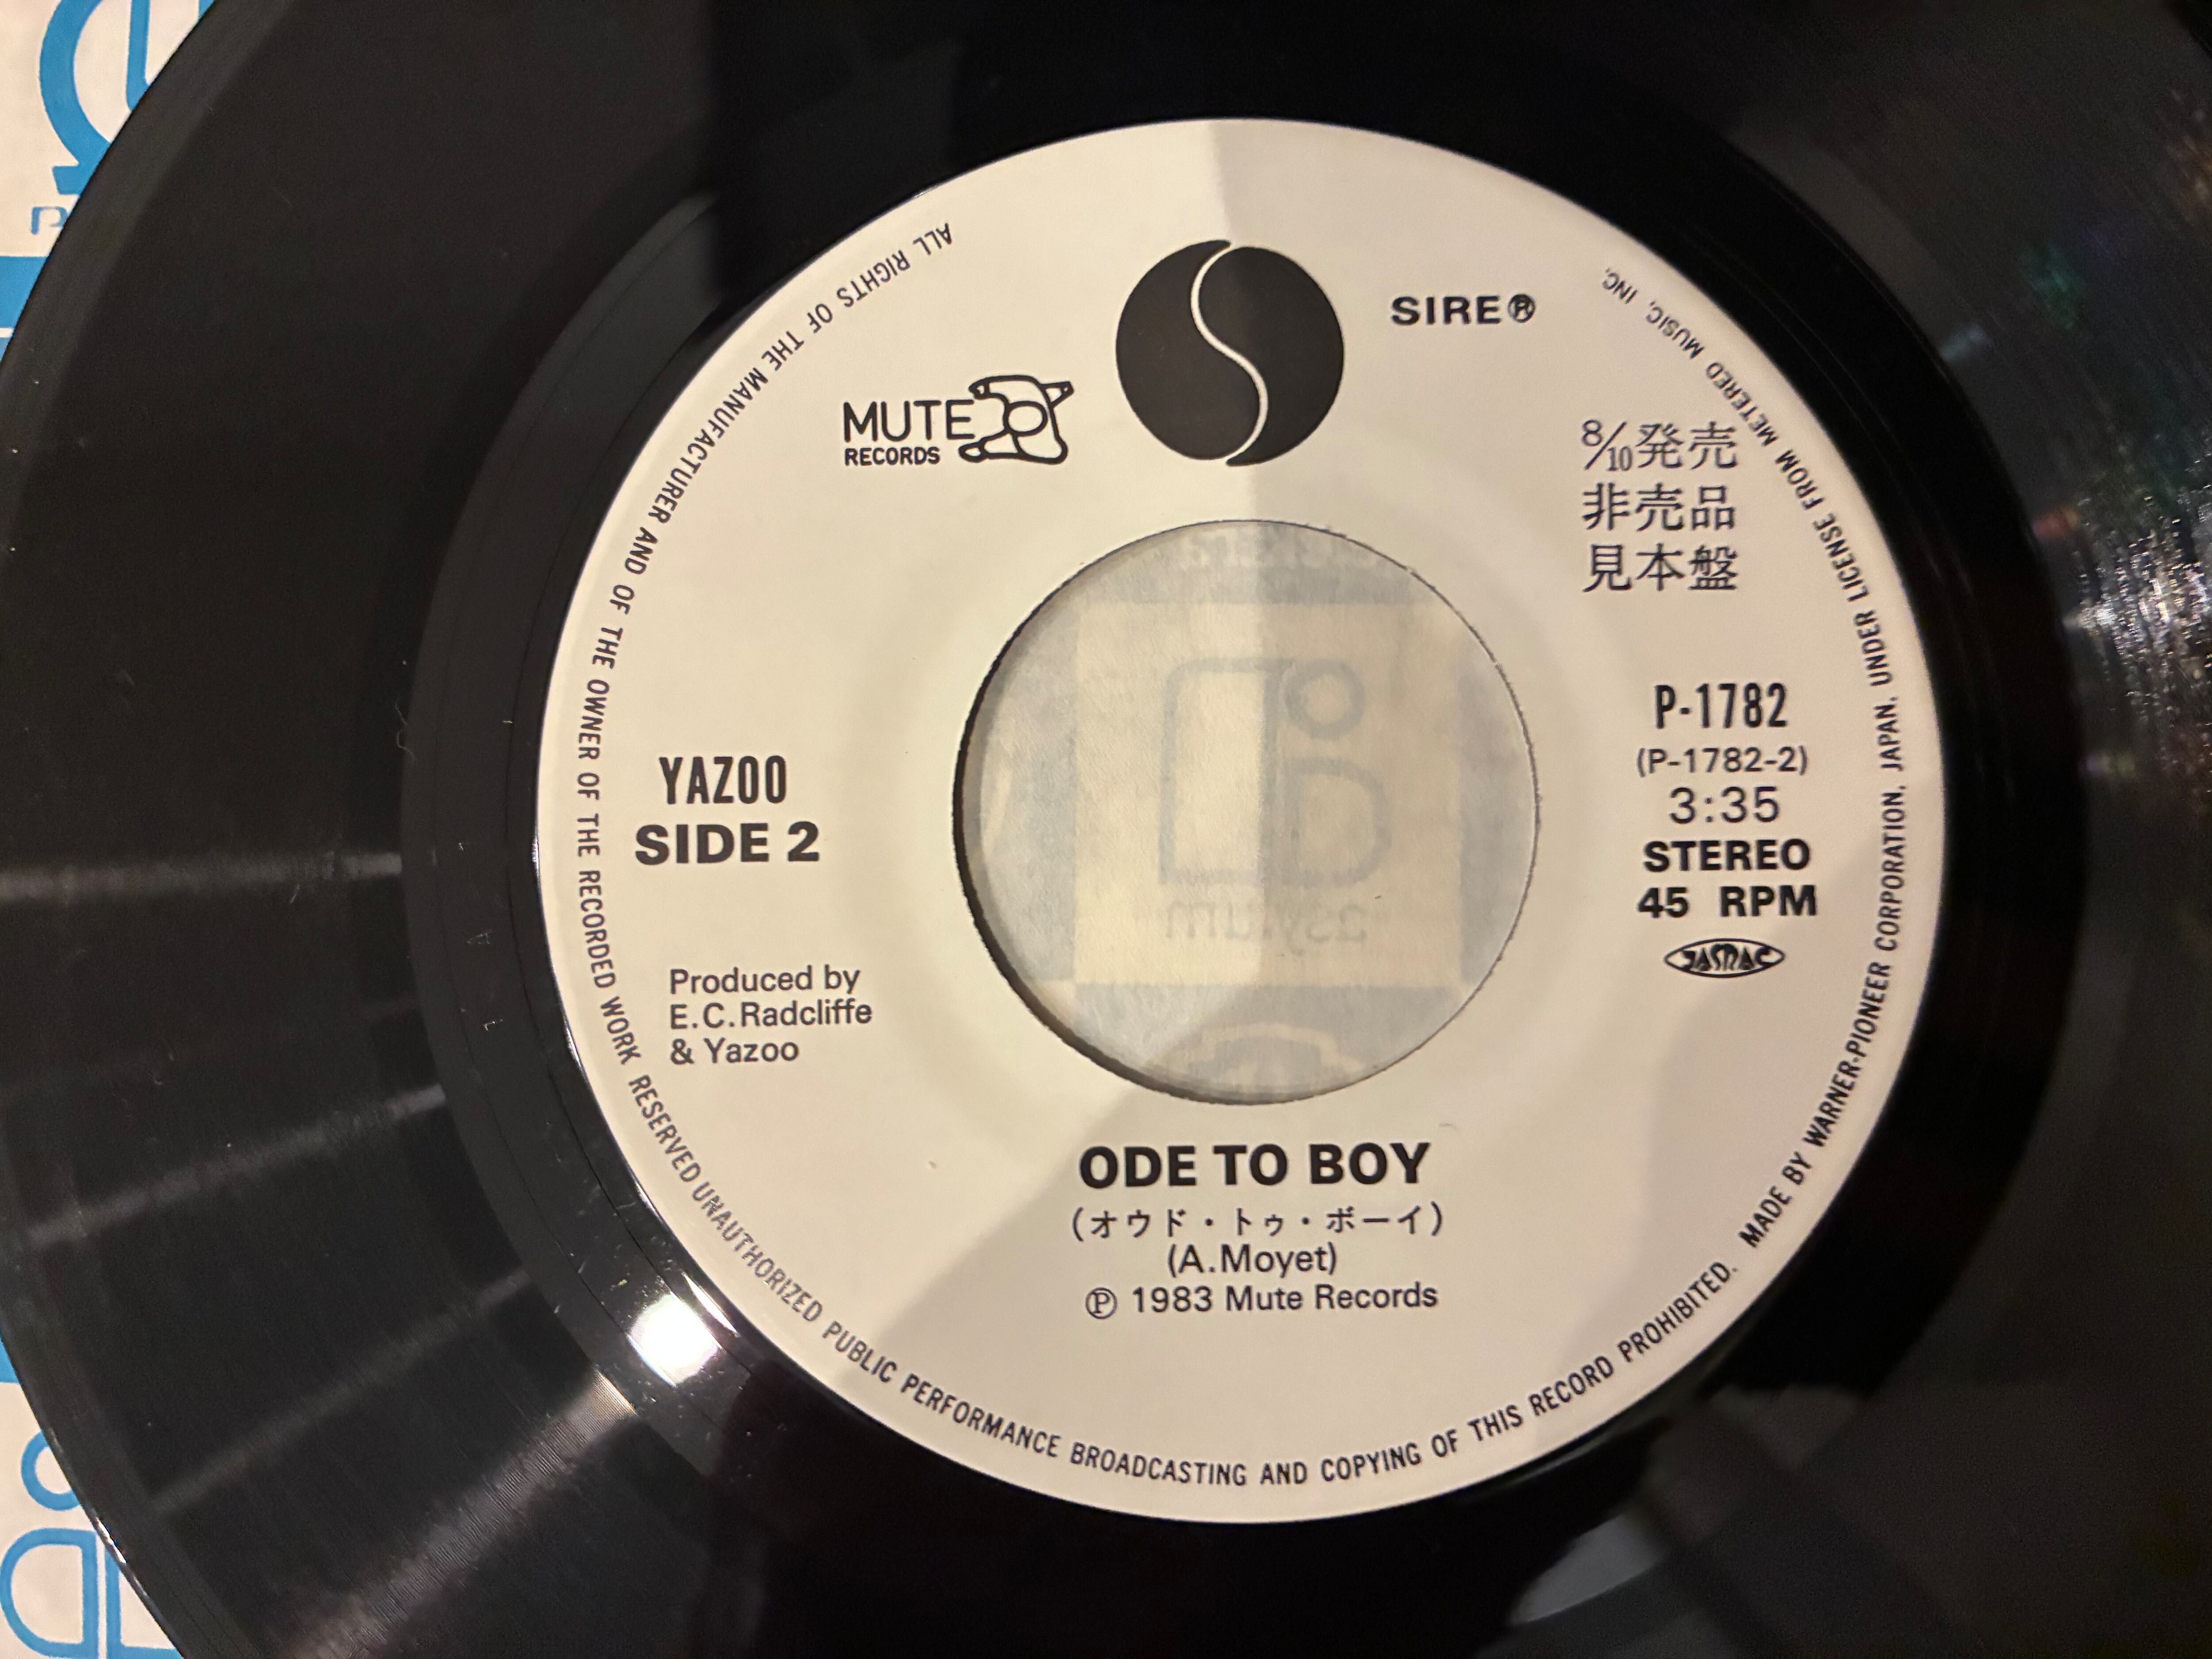 SIRE®
MUTE
RECORDS
8/10発売
非売品
見本盤
P-1782
(P-1782-2)
3:35
STEREO
45 RPM
JASRAC
YAZOO
SIDE 2
Produced by
E.C.Radcliffe
& Yazoo
asylum
ODE TO BOY
(オウド・トゥ・ボーイ)
(A.Moyet)
℗ 1983 Mute Records
ALL RIGHTS OF THE MANUFACTURER AND OF THE OWNER OF THE RECORDED WORK RESERVED UNAUTHORIZED PUBLIC PERFORMANCE BROADCASTING AND COPYING OF THIS RECORD PROHIBITED. MADE BY WARNER-PIONEER CORPORATION, JAPAN. UNDER LICENSE FROM METERED MUSIC, INC.